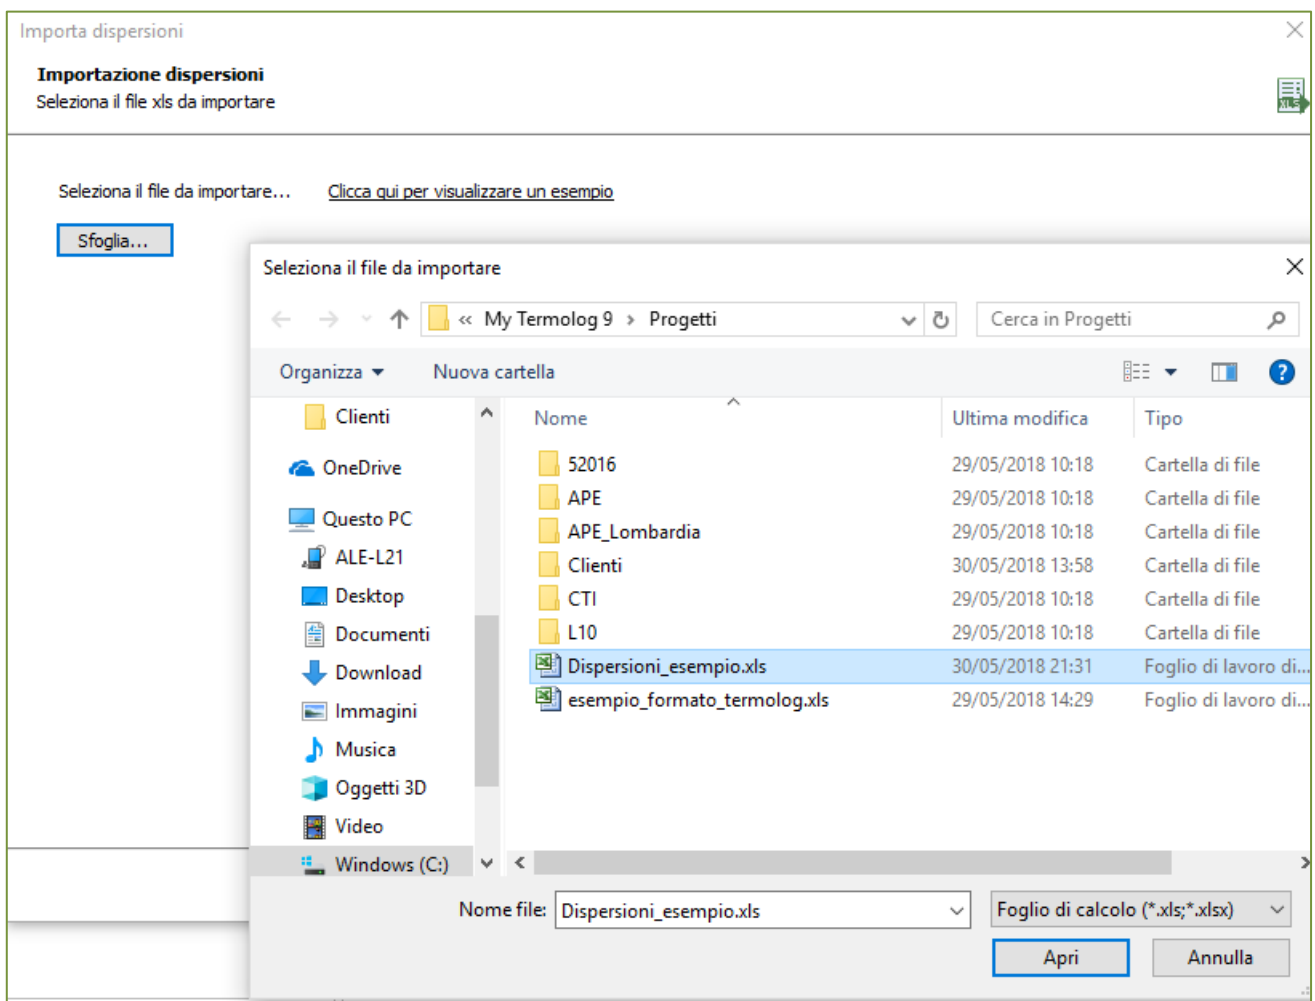 Importa dispersioni
Importazione dispersioni
Seleziona il file xls da importare
XLS
Seleziona il file da importare... Clicca qui per visualizzare un esempio
Sfoglia...
Seleziona il file da importare
« My Termolog 9 › Progetti Cerca in Progetti
Organizza Nuova cartella ?
Clienti
OneDrive
Questo PC
ALE-L21
Desktop
Documenti
Download
Immagini
Musica
Oggetti 3D
Video
Windows (C:)
Nome Ultima modifica Tipo
52016 29/05/2018 10:18 Cartella di file
APE 29/05/2018 10:18 Cartella di file
APE_Lombardia 29/05/2018 10:18 Cartella di file
Clienti 30/05/2018 13:58 Cartella di file
CTI 29/05/2018 10:18 Cartella di file
L10 29/05/2018 10:18 Cartella di file
Dispersioni_esempio.xls 30/05/2018 21:31 Foglio di lavoro di...
esempio_formato_termolog.xls 29/05/2018 14:29 Foglio di lavoro di...
Nome file: Dispersioni_esempio.xls Foglio di calcolo (*.xls;*.xlsx)
Apri Annulla